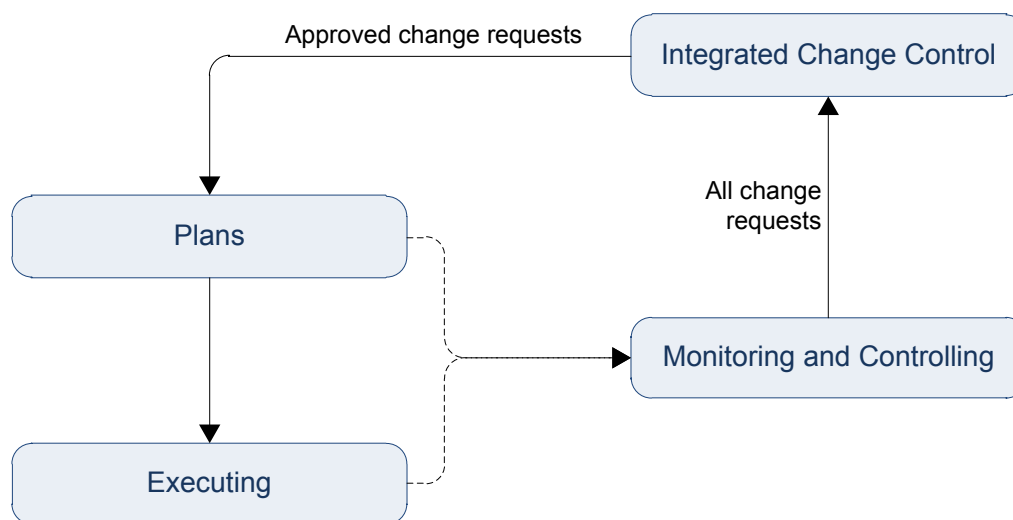 Approved change requests
Integrated Change Control
All change
requests
Plans
Monitoring and Controlling
Executing